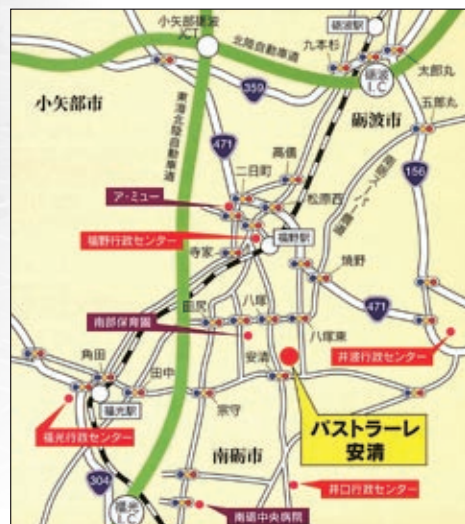 砺波駅
小矢部砺波
JCT
北陸自動車道
九本杉
太郎丸
砺波
I.C
359
五郎丸
小矢部市
砺波市
東海北陸自動車道
471
高儀
156
二日町
ア・ミュー
松原西
福野行政センター
福野駅
寺家
焼野
田尻
八塚
471
南部保育園
八塚東
井波行政センター
角田
安清
田中
福光駅
宗守
パストラーレ
安清
福光行政センター
南砺市
304
井口行政センター
福光
I.C
南砺中央病院